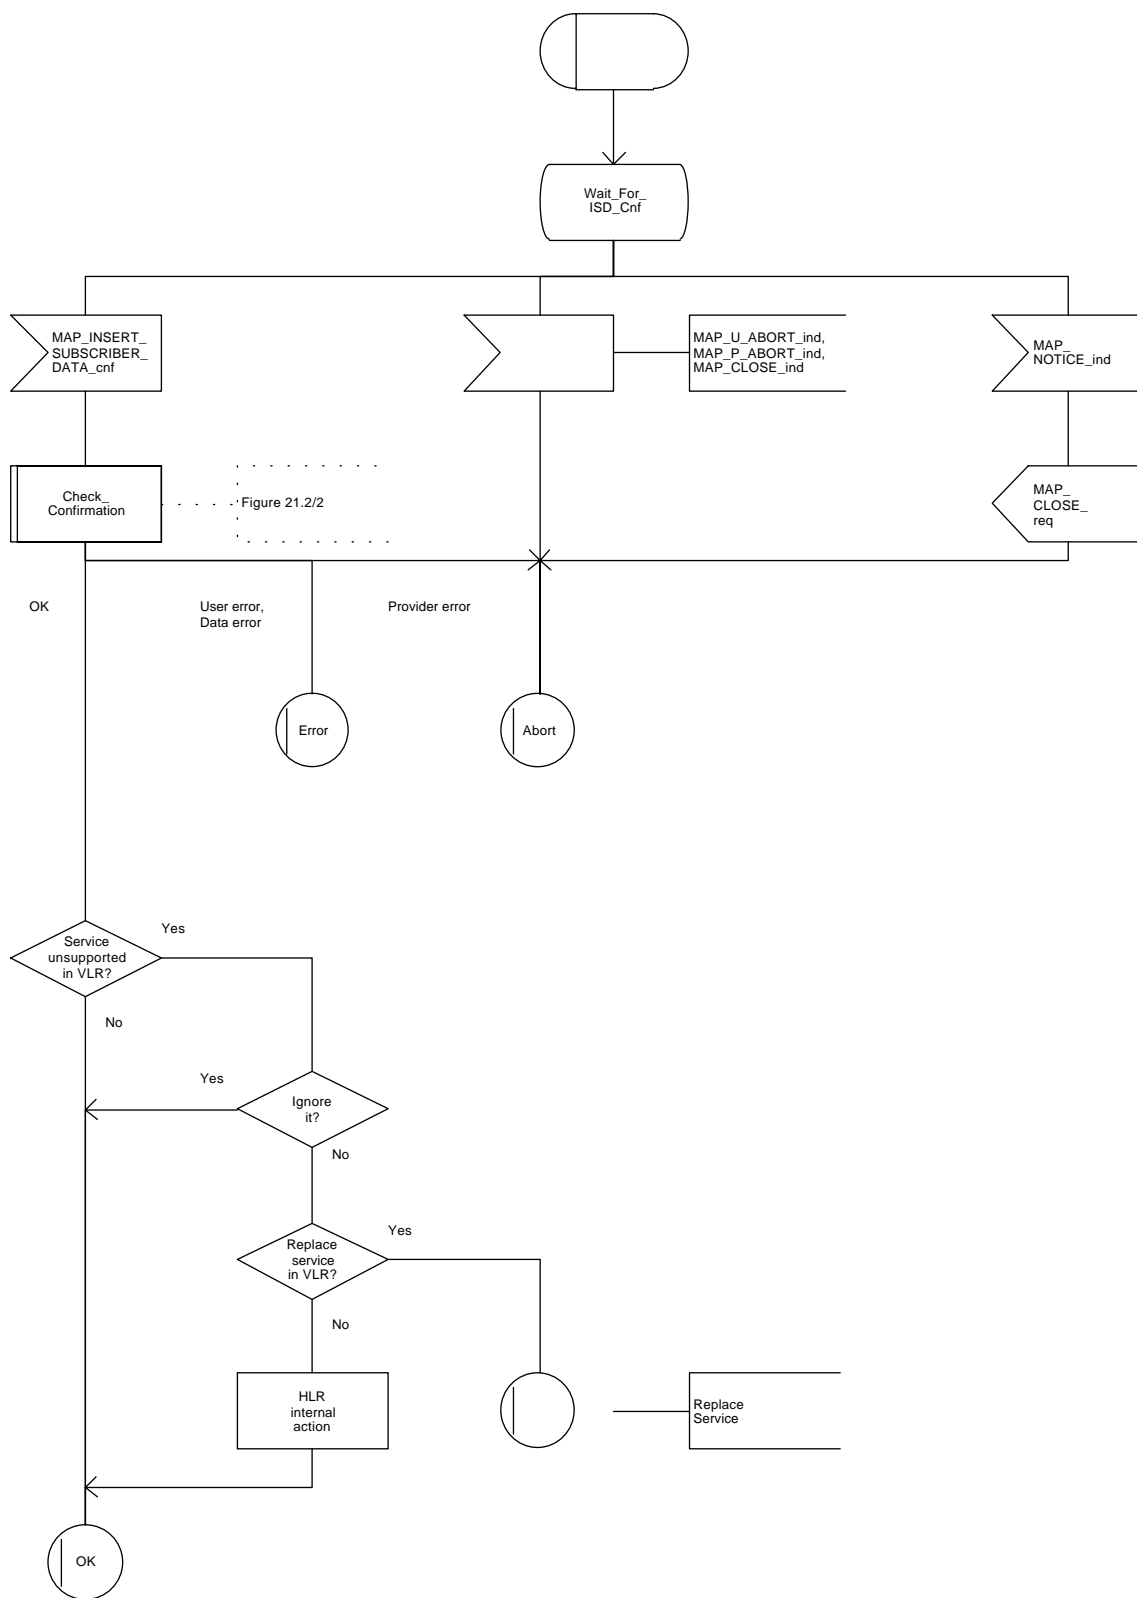 Wait_For_
ISD_Cnf
MAP_INSERT_
SUBSCRIBER_
DATA_cnf
MAP_U_ABORT_ind,
MAP_P_ABORT_ind,
MAP_CLOSE_ind
MAP_
NOTICE_ind
Check_
Confirmation
Figure 21.2/2
MAP_
CLOSE_
req
OK
User error,
Data error
Provider error
Error
Abort
Service
unsupported
in VLR?
Yes
No
Yes
Ignore
it?
No
Replace
service
in VLR?
Yes
No
HLR
internal
action
Replace
Service
OK